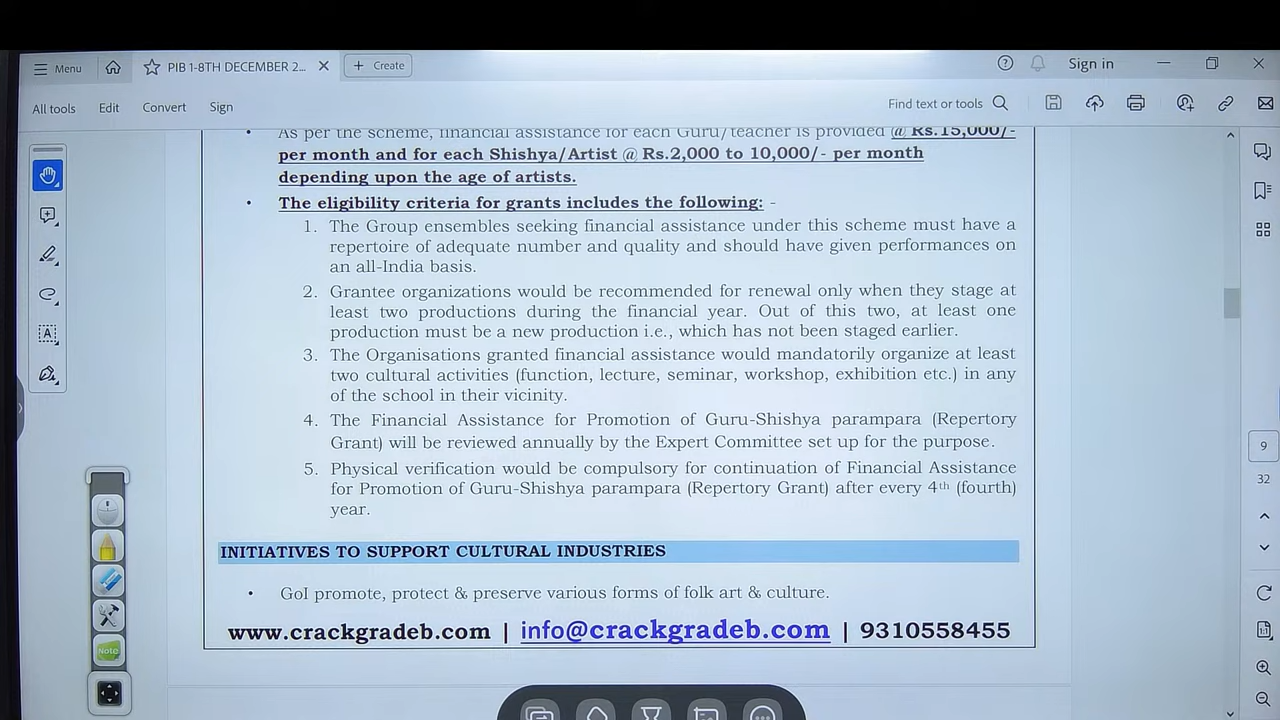 Menu
PIB 1-8TH DECEMBER 2...
Create
Sign in
All tools
Edit
Convert
Sign
Find text or tools
• As per the scheme, financial assistance for each Guru/teacher is provided @ Rs.15,000/-
per month and for each Shishya/Artist @ Rs.2,000 to 10,000/- per month
depending upon the age of artists.
• The eligibility criteria for grants includes the following: -
1. The Group ensembles seeking financial assistance under this scheme must have a
repertoire of adequate number and quality and should have given performances on
an all-India basis.
2. Grantee organizations would be recommended for renewal only when they stage at
least two productions during the financial year. Out of this two, at least one
production must be a new production i.e., which has not been staged earlier.
3. The Organisations granted financial assistance would mandatorily organize at least
two cultural activities (function, lecture, seminar, workshop, exhibition etc.) in any
of the school in their vicinity.
4. The Financial Assistance for Promotion of Guru-Shishya parampara (Repertory
Grant) will be reviewed annually by the Expert Committee set up for the purpose.
5. Physical verification would be compulsory for continuation of Financial Assistance
for Promotion of Guru-Shishya parampara (Repertory Grant) after every 4th (fourth)
year.
INITIATIVES TO SUPPORT CULTURAL INDUSTRIES
• GoI promote, protect & preserve various forms of folk art & culture.
www.crackgradeb.com | info@crackgradeb.com | 9310558455
9
32
Note